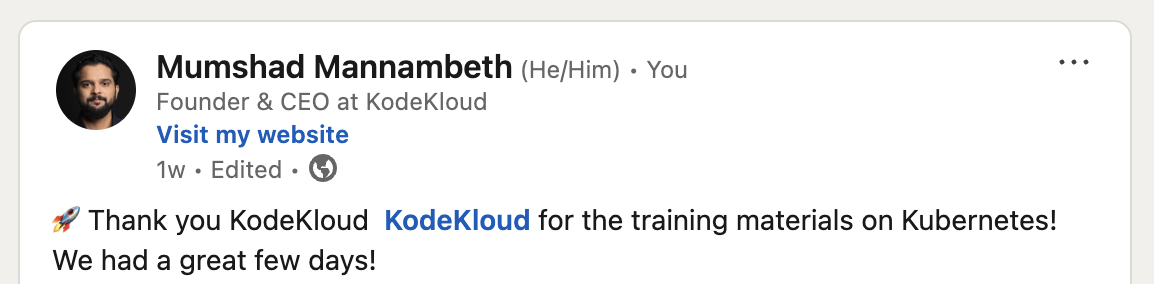 Mumshad Mannambeth (He/Him) • You
Founder & CEO at KodeKloud
Visit my website
1w • Edited •
🚀 Thank you KodeKloud  KodeKloud for the training materials on Kubernetes!
We had a great few days!